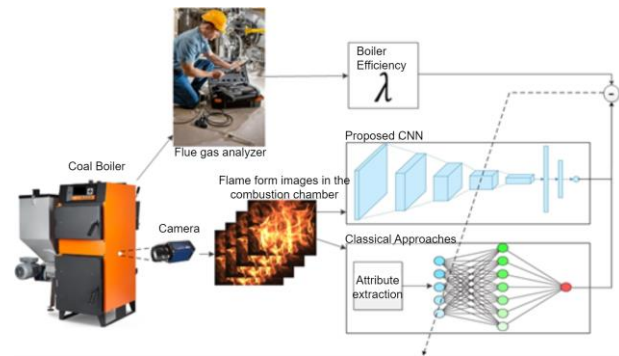 Boiler
Efficiency
λ
Flue gas analyzer
Proposed CNN
Coal Boiler
Flame form images in the
combustion chamber
Camera
Classical Approaches
Attribute
extraction
-